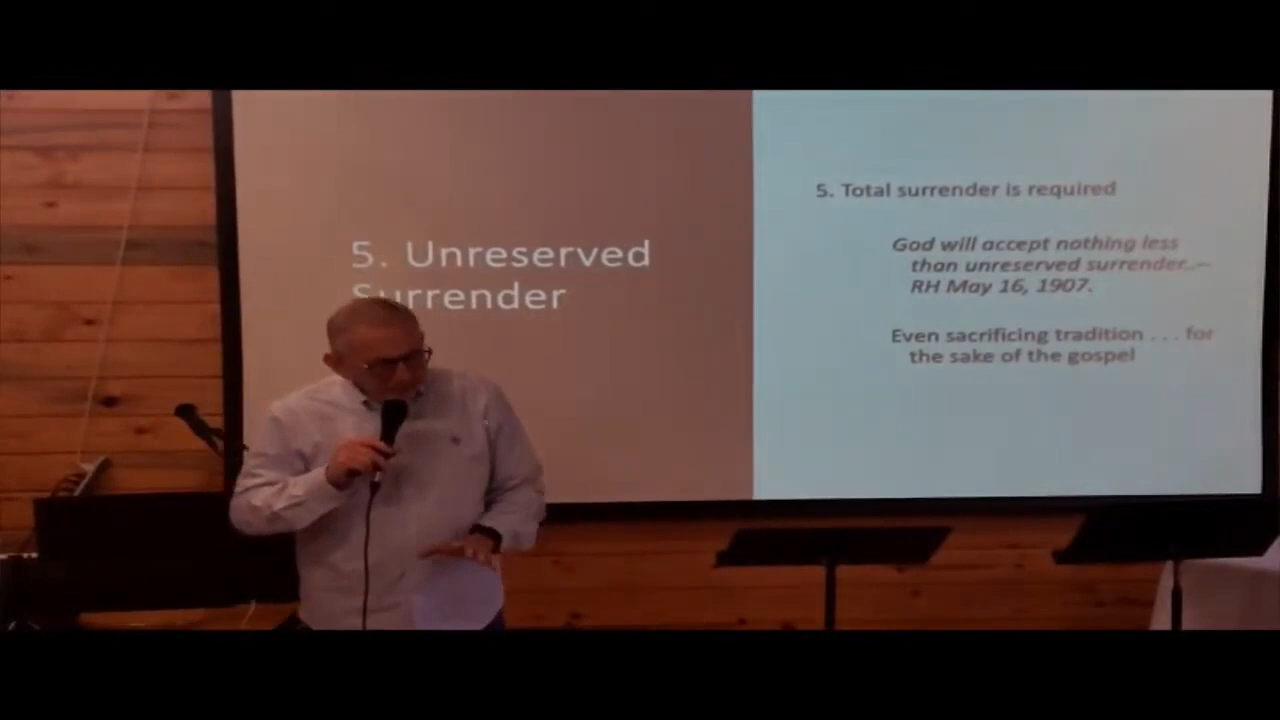 5. Unreserved
Surrender
5. Total surrender is required
God will accept nothing less
than unreserved surrender.—
RH May 16, 1907.
Even sacrificing tradition . . . for
the sake of the gospel